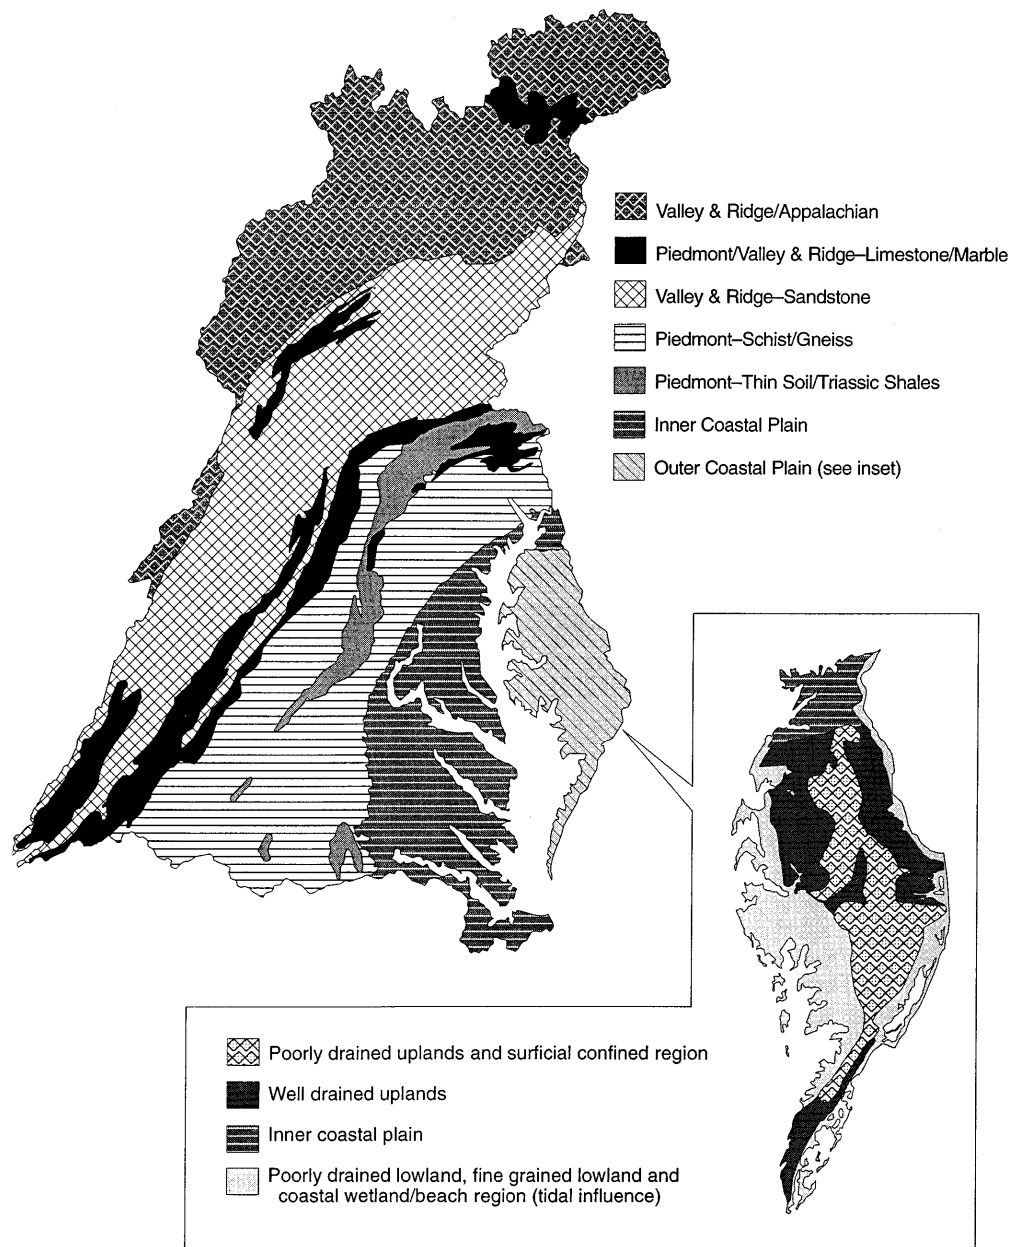 Valley & Ridge/Appalachian
Piedmont/Valley & Ridge–Limestone/Marble
Valley & Ridge–Sandstone
Piedmont–Schist/Gneiss
Piedmont–Thin Soil/Triassic Shales
Inner Coastal Plain
Outer Coastal Plain (see inset)
Poorly drained uplands and surficial confined region
Well drained uplands
Inner coastal plain
Poorly drained lowland, fine grained lowland and
coastal wetland/beach region (tidal influence)